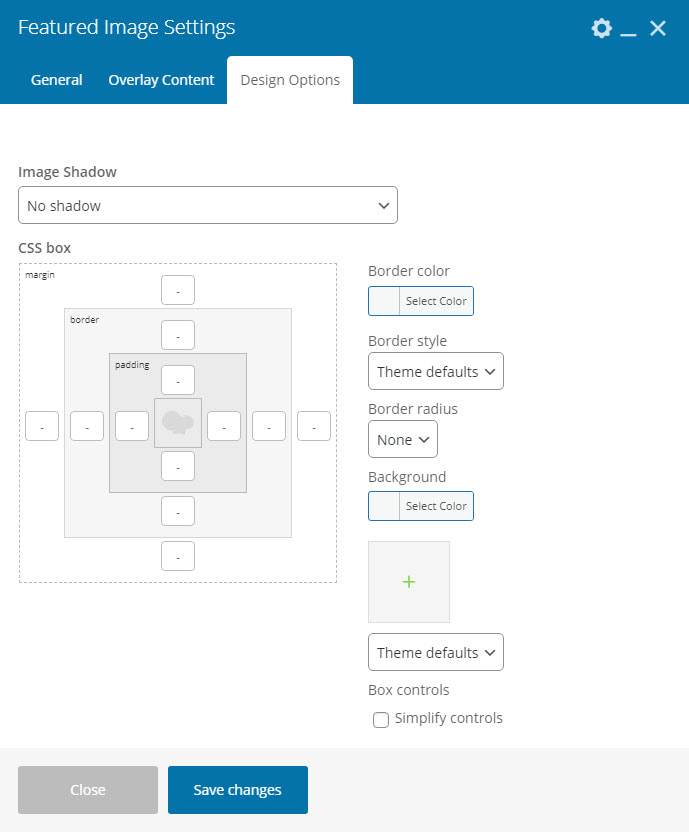 Featured Image Settings
General
Overlay Content
Design Options
Image Shadow
No shadow
CSS box
margin
-
border
-
padding
-
- - - - - -
-
-
-
Border color
Select Color
Border style
Theme defaults
Border radius
None
Background
Select Color
+
Theme defaults
Box controls
Simplify controls
Close
Save changes